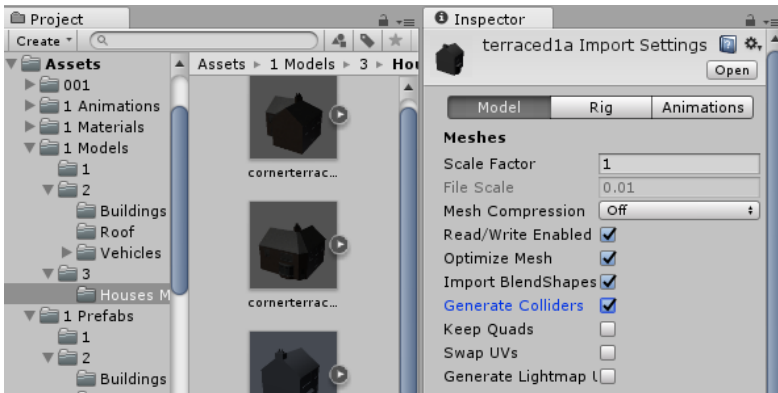 Project
Create
Assets
001
1 Animations
1 Materials
1 Models
1
2
Buildings
Roof
Vehicles
3
Houses M
1 Prefabs
1
2
Buildings
Assets ▸ 1 Models ▸ 3 ▸ Hou
cornerterrac...
cornerterrac...
Inspector
terraced1a Import Settings
Open
Model Rig Animations
Meshes
Scale Factor 1
File Scale 0.01
Mesh Compression Off
Read/Write Enabled
Optimize Mesh
Import BlendShapes
Generate Colliders
Keep Quads
Swap UVs
Generate Lightmap U